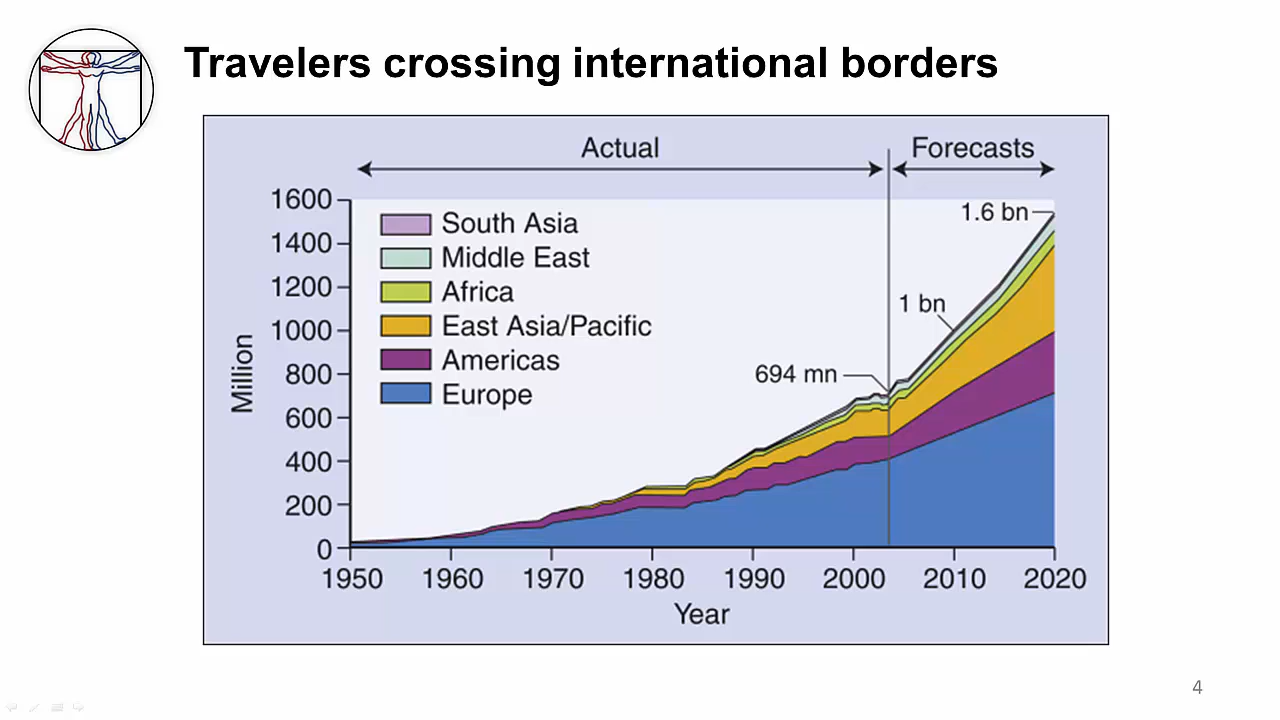 Travelers crossing international borders
Actual
Forecasts
1600
1400
1200
1000
800
600
400
200
0
Million
South Asia
Middle East
Africa
East Asia/Pacific
Americas
Europe
694 mn
1 bn
1.6 bn
1950 1960 1970 1980 1990 2000 2010 2020
Year
4